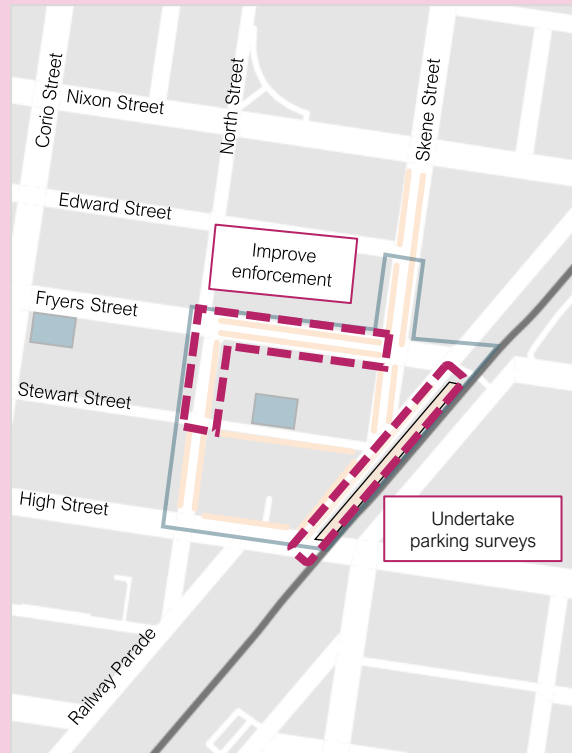 Corio Street
Nixon Street
North Street
Skene Street
Edward Street
Improve
enforcement
Fryers Street
Stewart Street
High Street
Undertake
parking surveys
Railway Parade